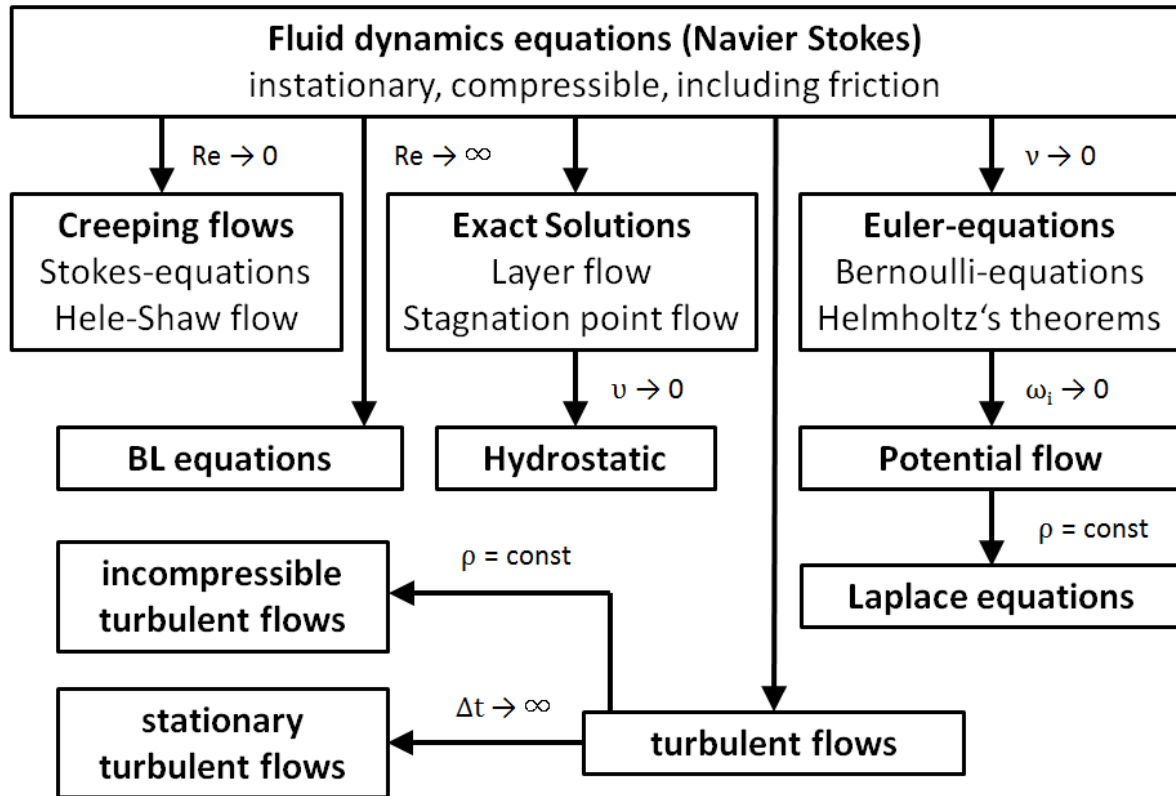 Fluid dynamics equations (Navier Stokes)
instationary, compressible, including friction
Re → 0
Re → ∞
ν → 0
Creeping flows
Stokes-equations
Hele-Shaw flow
Exact Solutions
Layer flow
Stagnation point flow
Euler-equations
Bernoulli-equations
Helmholtz‘s theorems
υ → 0
ωi → 0
BL equations
Hydrostatic
Potential flow
ρ = const
ρ = const
incompressible
turbulent flows
Laplace equations
Δt → ∞
stationary
turbulent flows
turbulent flows